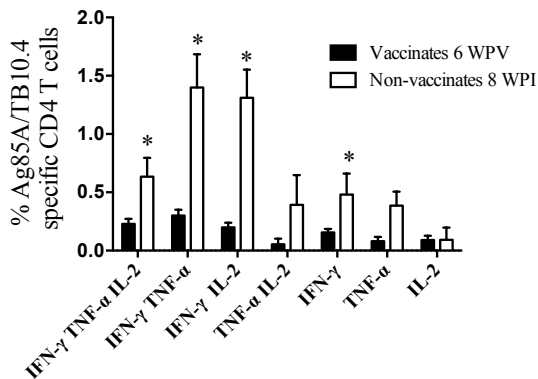 % Ag85A/TB10.4
specific CD4 T cells
2.0
1.5
1.0
0.5
0.0
Vaccinates 6 WPV
Non-vaccinates 8 WPI
*
*
*
*
IFN-γ TNF-α IL-2
IFN-γ TNF-α
IFN-γ IL-2
TNF-α IL-2
IFN-γ
TNF-α
IL-2